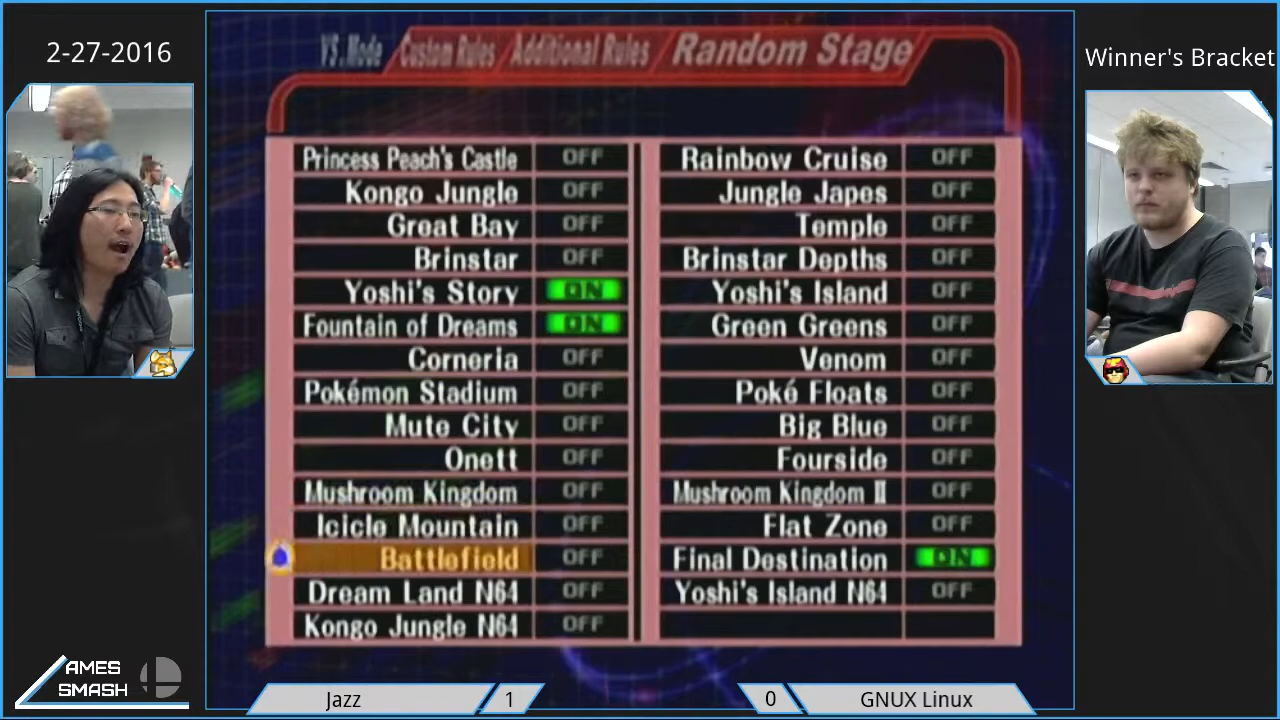 2-27-2016
VS. Mode Custom Rules Additional Rules Random Stage
Winner's Bracket
Princess Peach's Castle OFF Rainbow Cruise OFF
Kongo Jungle OFF Jungle Japes OFF
Great Bay OFF Temple OFF
Brinstar OFF Brinstar Depths OFF
Yoshi's Story ON Yoshi's Island OFF
Fountain of Dreams ON Green Greens OFF
Corneria OFF Venom OFF
Pokémon Stadium OFF Poké Floats OFF
Mute City OFF Big Blue OFF
Onett OFF Fourside OFF
Mushroom Kingdom OFF Mushroom Kingdom II OFF
Icicle Mountain OFF Flat Zone OFF
Battlefield OFF Final Destination ON
Dream Land N64 OFF Yoshi's Island N64 OFF
Kongo Jungle N64 OFF
AMES
SMASH
Jazz 1 0 GNUX Linux